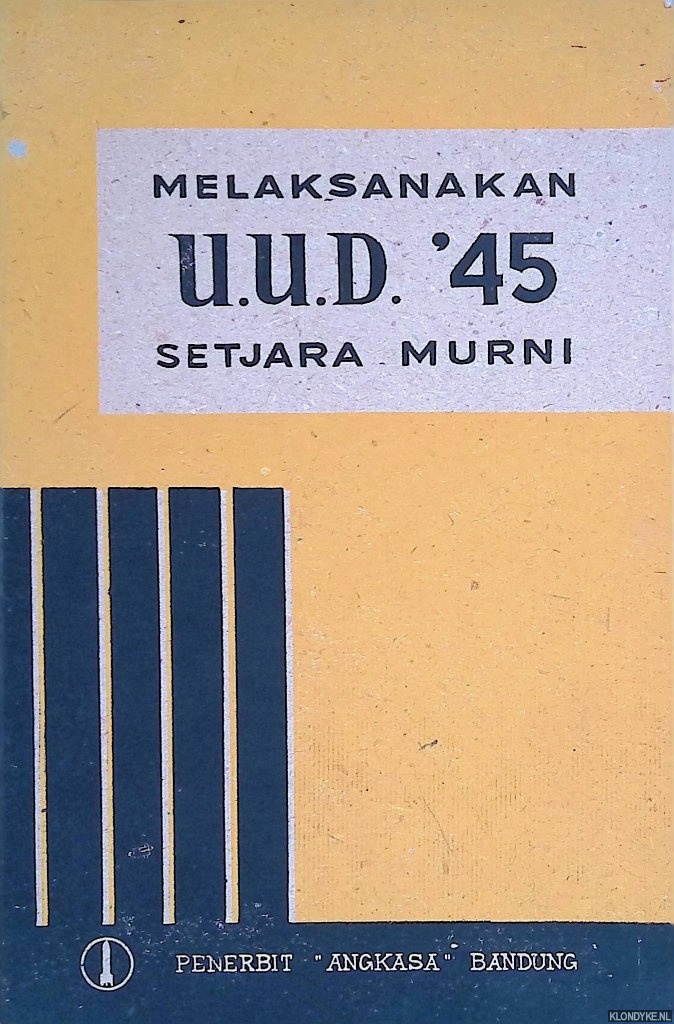 MELAKSANAKAN
U.U.D. '45
SETJARA MURNI
PENERBIT "ANGKASA" BANDUNG
KLONDYKE.NL